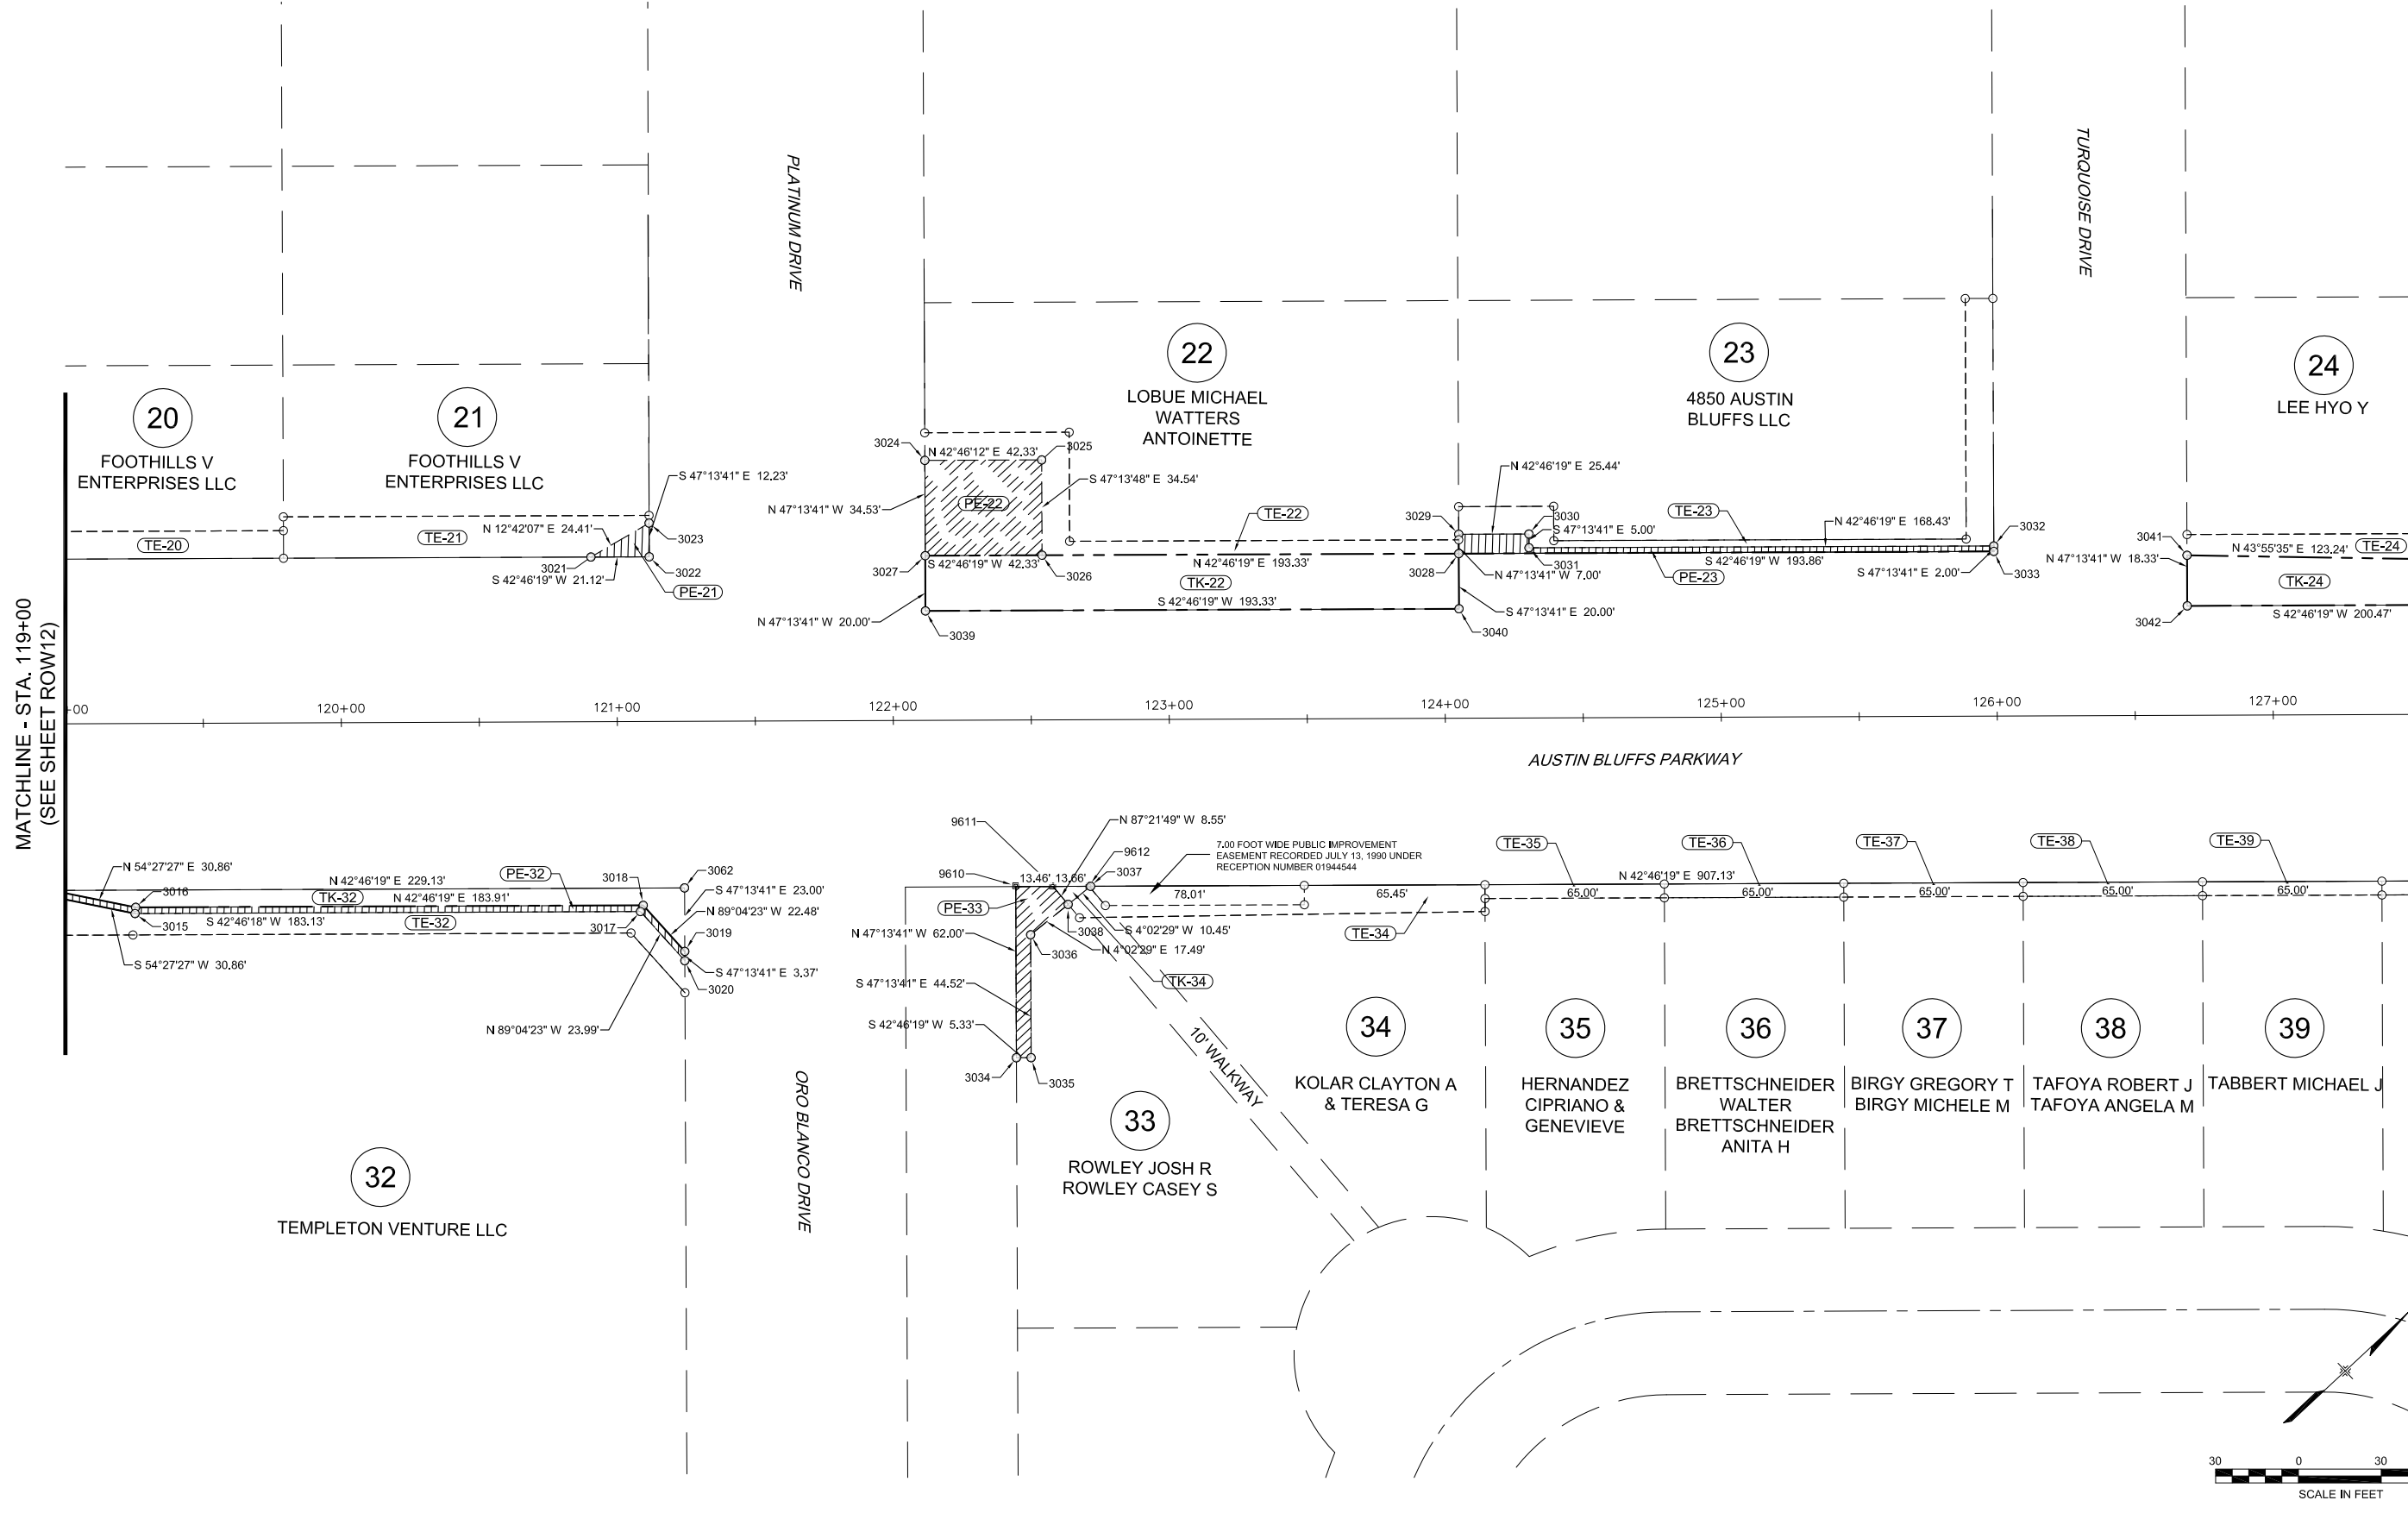 PLATINUM DRIVE
TURQUOISE DRIVE
20
FOOTHILLS V
ENTERPRISES LLC
21
FOOTHILLS V
ENTERPRISES LLC
22
LOBUE MICHAEL
WATTERS
ANTOINETTE
23
4850 AUSTIN
BLUFFS LLC
24
LEE HYO Y
TE-20
TE-21
N 12°42'07" E 24.41'
S 47°13'41" E 12.23'
3023
3021
3022
S 42°46'19" W 21.12'
PE-21
3024
N 42°46'12" E 42.33'
3025
N 47°13'41" W 34.53'
PE-22
S 47°13'48" E 34.54'
TE-22
3027
S 42°46'19" W 42.33'
3026
N 42°46'19" E 193.33'
TK-22
S 42°46'19" W 193.33'
N 47°13'41" W 20.00'
3039
3028
3029
N 42°46'19" E 25.44'
3030
S 47°13'41" E 5.00'
TE-23
N 42°46'19" E 168.43'
3032
3031
N 47°13'41" W 7.00'
PE-23
S 42°46'19" W 193.86'
S 47°13'41" E 2.00'
3033
S 47°13'41" E 20.00'
3040
3041
N 43°55'35" E 123.24'
TE-24
N 47°13'41" W 18.33'
TK-24
S 42°46'19" W 200.47'
3042
MATCHLINE - STA. 119+00
(SEE SHEET ROW12)
+00
120+00
121+00
122+00
123+00
124+00
125+00
126+00
127+00
AUSTIN BLUFFS PARKWAY
N 54°27'27" E 30.86'
N 42°46'19" E 229.13'
3016
TK-32
N 42°46'19" E 183.91'
PE-32
3018
3062
S 47°13'41" E 23.00'
N 89°04'23" W 22.48'
3015
S 42°46'18" W 183.13'
TE-32
3017
3019
S 54°27'27" W 30.86'
S 47°13'41" E 3.37'
3020
N 89°04'23" W 23.99'
9611
9610
13.46'
13.66'
N 87°21'49" W 8.55'
9612
3037
7.00 FOOT WIDE PUBLIC IMPROVEMENT
EASEMENT RECORDED JULY 13, 1990 UNDER
RECEPTION NUMBER 01944544
PE-33
78.01'
65.45'
N 47°13'41" W 62.00'
3038
S 4°02'29" W 10.45'
3036
N 4°02'29" E 17.49'
TE-34
S 47°13'41" E 44.52'
TK-34
S 42°46'19" W 5.33'
3034
3035
10' WALKWAY
TE-35
TE-36
TE-37
TE-38
TE-39
N 42°46'19" E 907.13'
65.00'
65.00'
65.00'
65.00'
65.00'
ORO BLANCO DRIVE
32
TEMPLETON VENTURE LLC
33
ROWLEY JOSH R
ROWLEY CASEY S
34
KOLAR CLAYTON A
& TERESA G
35
HERNANDEZ
CIPRIANO &
GENEVIEVE
36
BRETTSCHNEIDER
WALTER
BRETTSCHNEIDER
ANITA H
37
BIRGY GREGORY T
BIRGY MICHELE M
38
TAFOYA ROBERT J
TAFOYA ANGELA M
39
TABBERT MICHAEL J
30
0
30
SCALE IN FEET